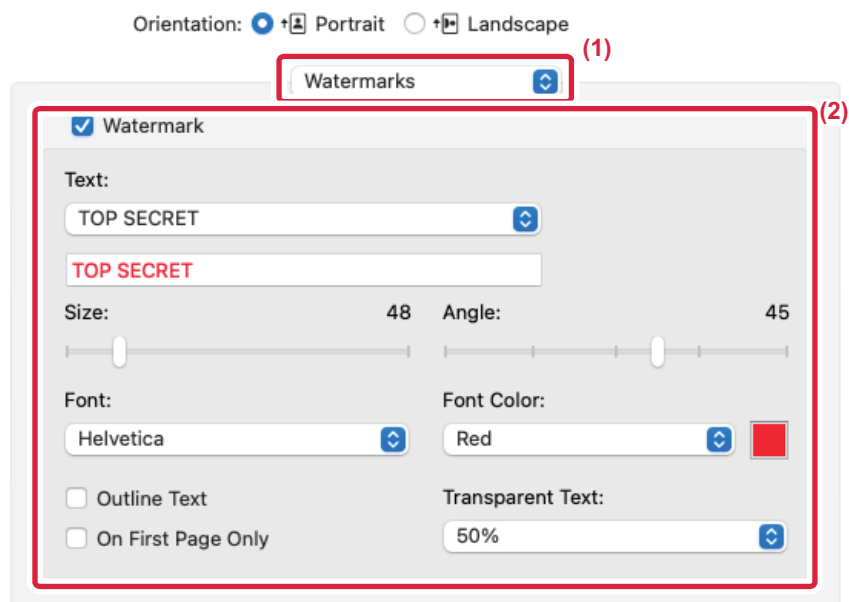 Orientation: Portrait Landscape
(1)
Watermarks
(2)
Watermark
Text:
TOP SECRET
TOP SECRET
Size: 48 Angle: 45
Font: Font Color:
Helvetica Red
Outline Text Transparent Text:
On First Page Only 50%